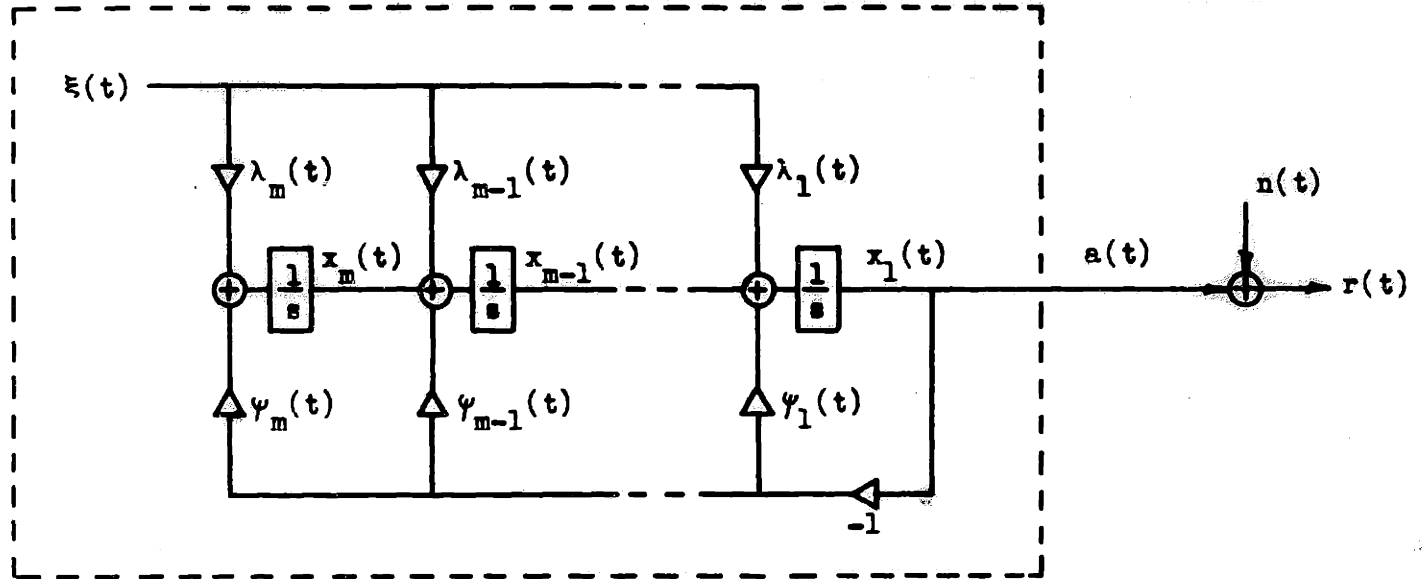 ξ(t)
λ_m(t) λ_{m-1}(t) λ_1(t)
n(t)
x_m(t) x_{m-1}(t) x_1(t) a(t)
+ 1/s + 1/s + 1/s + r(t)
ψ_m(t) ψ_{m-1}(t) ψ_1(t)
-1